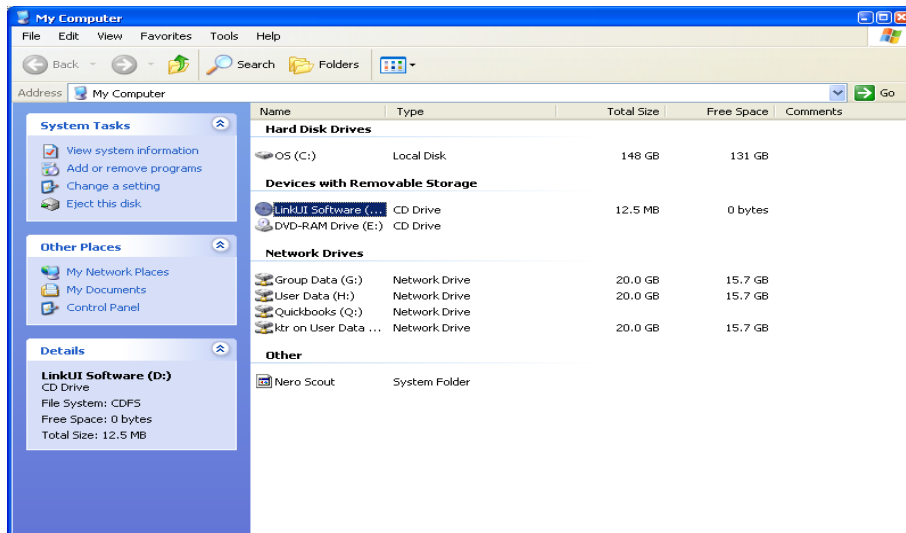 My Computer
File Edit View Favorites Tools Help
Back Search Folders
Address My Computer Go
System Tasks
View system information
Add or remove programs
Change a setting
Eject this disk
Other Places
My Network Places
My Documents
Control Panel
Details
LinkUI Software (D:)
CD Drive
File System: CDFS
Free Space: 0 bytes
Total Size: 12.5 MB
Name Type Total Size Free Space Comments
Hard Disk Drives
OS (C:) Local Disk 148 GB 131 GB
Devices with Removable Storage
LinkUI Software (... CD Drive 12.5 MB 0 bytes
DVD-RAM Drive (E:) CD Drive
Network Drives
Group Data (G:) Network Drive 20.0 GB 15.7 GB
User Data (H:) Network Drive 20.0 GB 15.7 GB
Quickbooks (Q:) Network Drive
ktr on User Data ... Network Drive 20.0 GB 15.7 GB
Other
Nero Scout System Folder